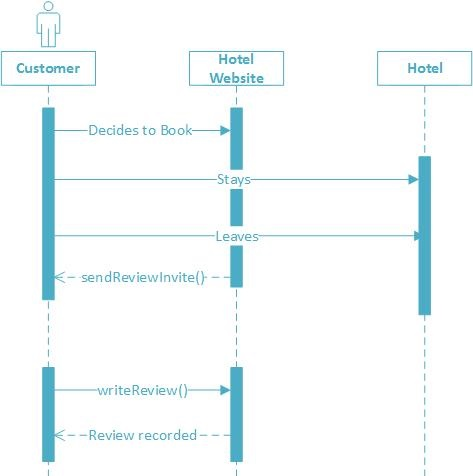 Customer
Hotel
Website
Hotel
Decides to Book
Stays
Leaves
sendReviewInvite()
writeReview()
Review recorded